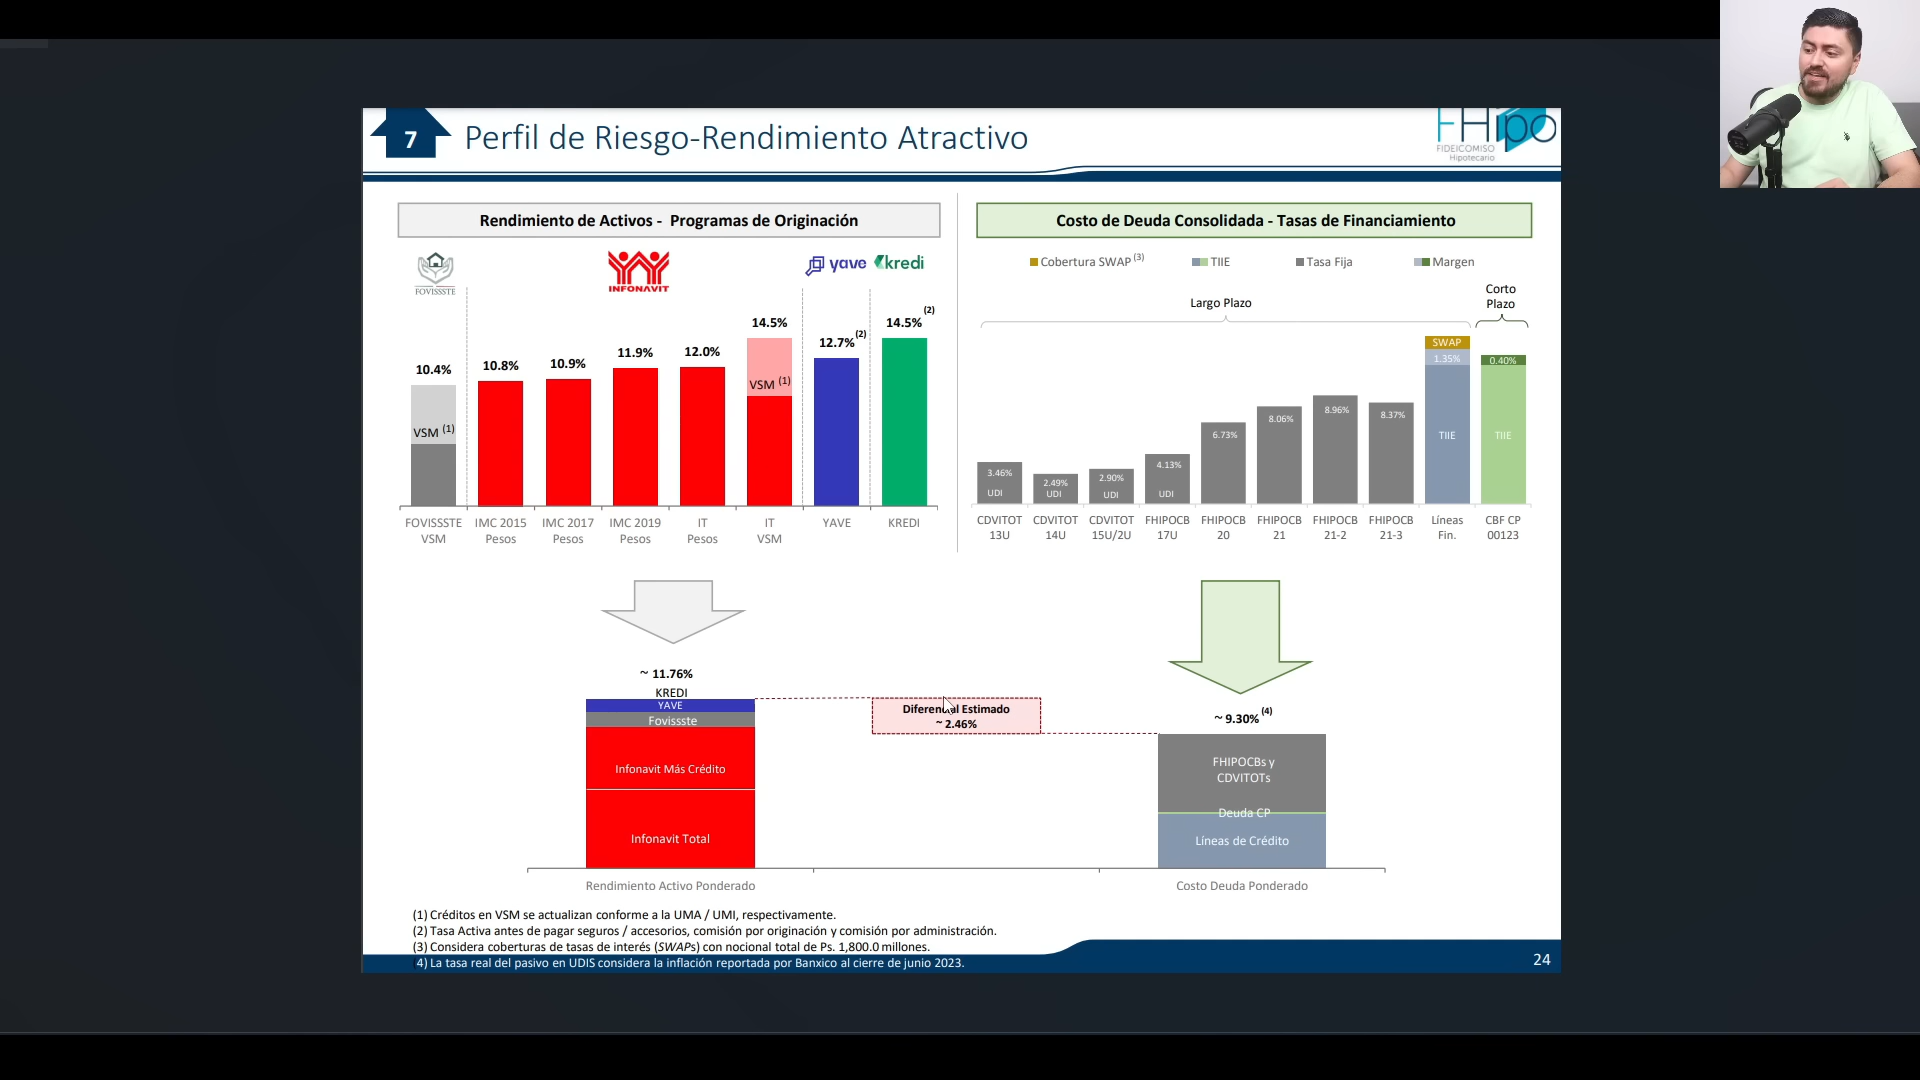 7
Perfil de Riesgo-Rendimiento Atractivo
FHipo
FIDEICOMISO
Hipotecario
Rendimiento de Activos - Programas de Originación
FOVISSSTE
INFONAVIT
yave
kredi
10.4%
10.8%
10.9%
11.9%
12.0%
14.5%
12.7% (2)
14.5% (2)
VSM (1)
VSM (1)
FOVISSSTE VSM
IMC 2015 Pesos
IMC 2017 Pesos
IMC 2019 Pesos
IT Pesos
IT VSM
YAVE
KREDI
Costo de Deuda Consolidada - Tasas de Financiamiento
Cobertura SWAP (3)
TIIE
Tasa Fija
Margen
Largo Plazo
Corto
Plazo
3.46%
UDI
2.49%
UDI
2.90%
UDI
4.13%
UDI
6.73%
8.06%
8.96%
8.37%
SWAP
1.35%
TIIE
0.40%
TIIE
CDVITOT 13U
CDVITOT 14U
CDVITOT 15U/2U
FHIPOCB 17U
FHIPOCB 20
FHIPOCB 21
FHIPOCB 21-2
FHIPOCB 21-3
Líneas Fin.
CBF CP 00123
~ 11.76%
KREDI
YAVE
Fovissste
Infonavit Más Crédito
Infonavit Total
Rendimiento Activo Ponderado
Diferencial Estimado
~ 2.46%
~ 9.30% (4)
FHIPOCBs y
CDVITOTs
Deuda CP
Líneas de Crédito
Costo Deuda Ponderado
(1) Créditos en VSM se actualizan conforme a la UMA / UMI, respectivamente.
(2) Tasa Activa antes de pagar seguros / accesorios, comisión por originación y comisión por administración.
(3) Considera coberturas de tasas de interés (SWAPs) con nocional total de Ps. 1,800.0 millones.
(4) La tasa real del pasivo en UDIS considera la inflación reportada por Banxico al cierre de junio 2023.
24